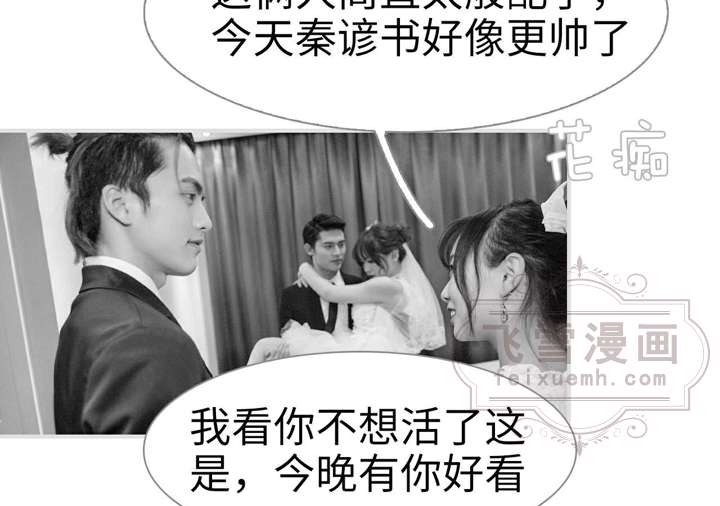 今天秦谚书好像更帅了
花痴
飞雪漫画
feixuemh.com
我看你不想活了这
是，今晚有你好看